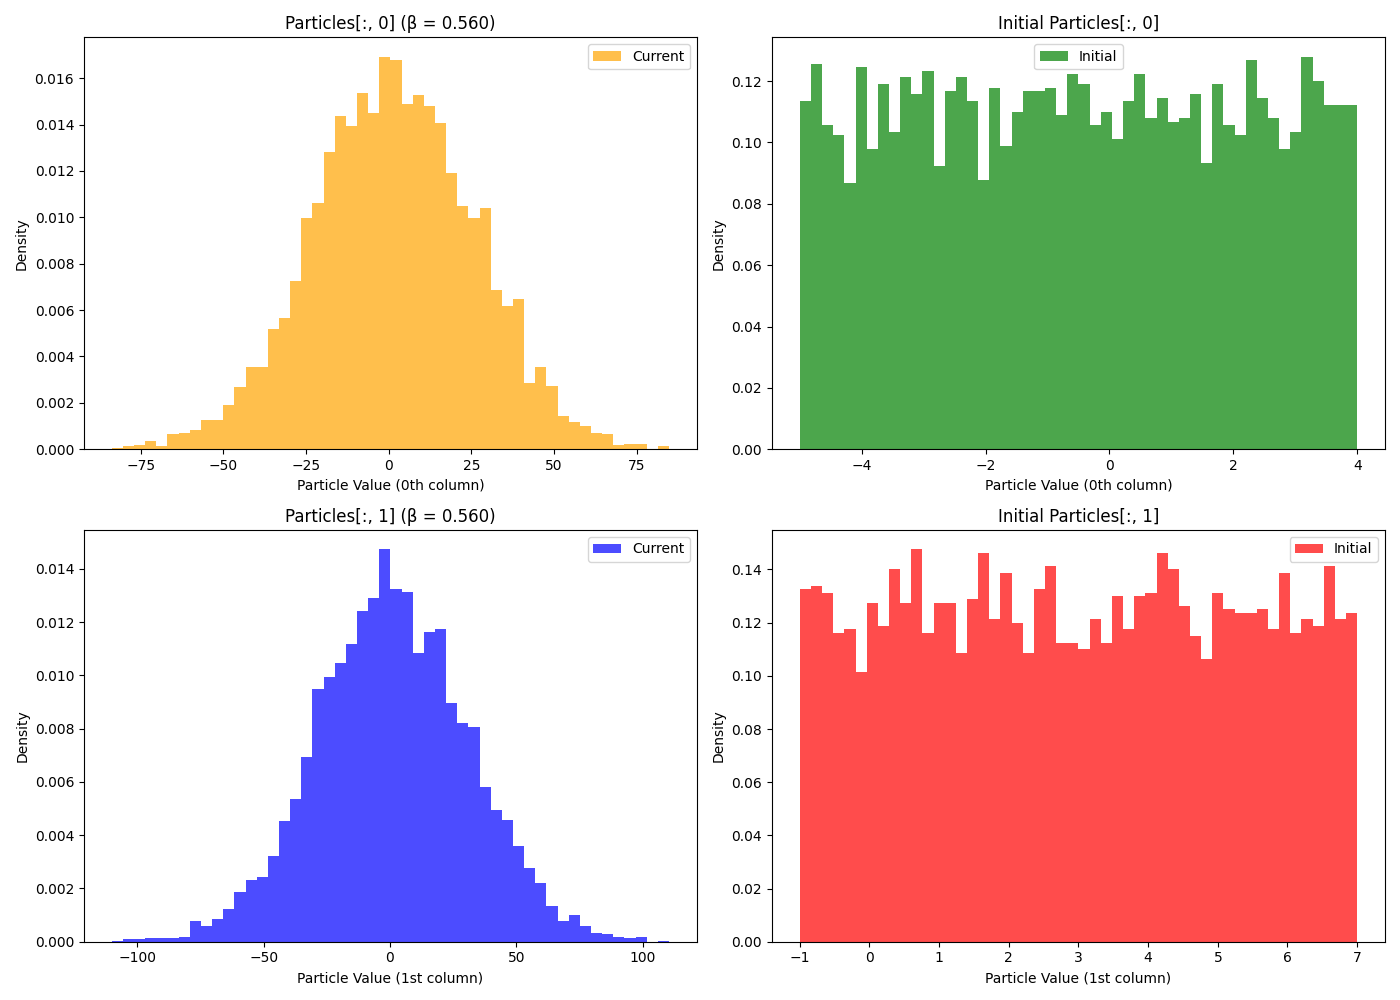 Particles[:, 0] (β = 0.560)
Current
0.016
0.014
0.012
0.010
0.008
0.006
0.004
0.002
0.000
Density
−75 −50 −25 0 25 50 75
Particle Value (0th column)
Initial Particles[:, 0]
Initial
0.12
0.10
0.08
0.06
0.04
0.02
0.00
Density
−4 −2 0 2 4
Particle Value (0th column)
Particles[:, 1] (β = 0.560)
Current
0.014
0.012
0.010
0.008
0.006
0.004
0.002
0.000
Density
−100 −50 0 50 100
Particle Value (1st column)
Initial Particles[:, 1]
Initial
0.14
0.12
0.10
0.08
0.06
0.04
0.02
0.00
Density
−1 0 1 2 3 4 5 6 7
Particle Value (1st column)